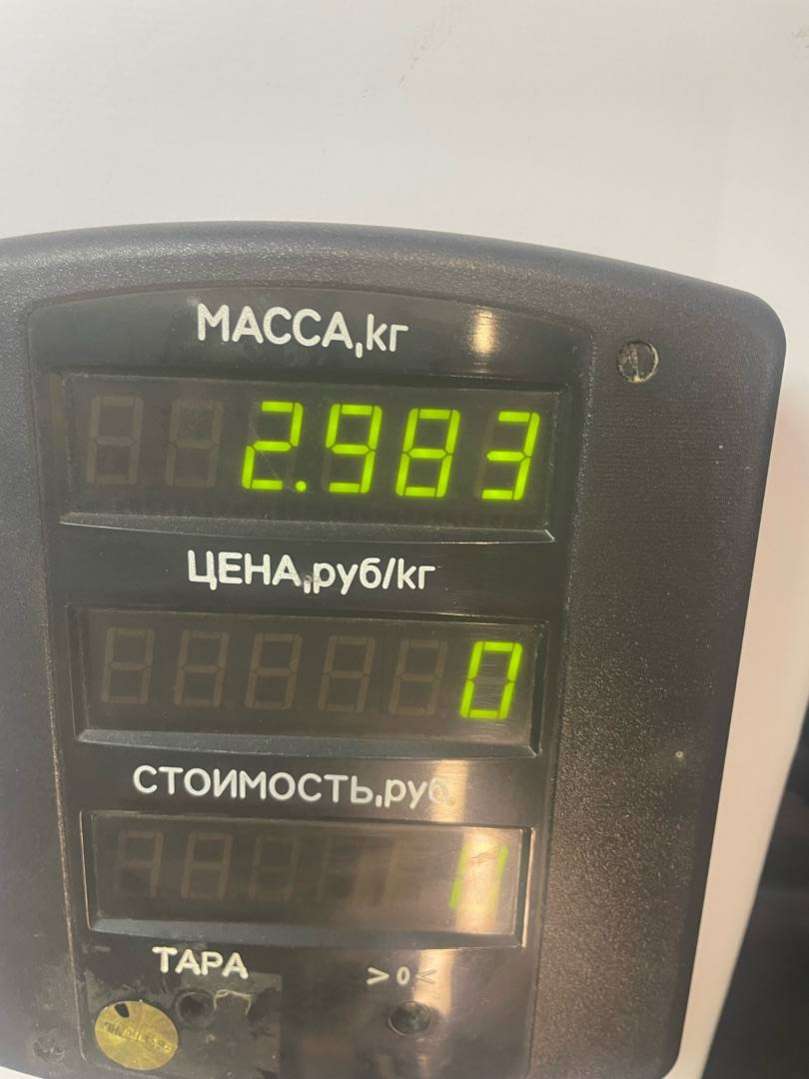 МАССА,кг
2.983
ЦЕНА,руб/кг
0
СТОИМОСТЬ,руб
ТАРА
>0<